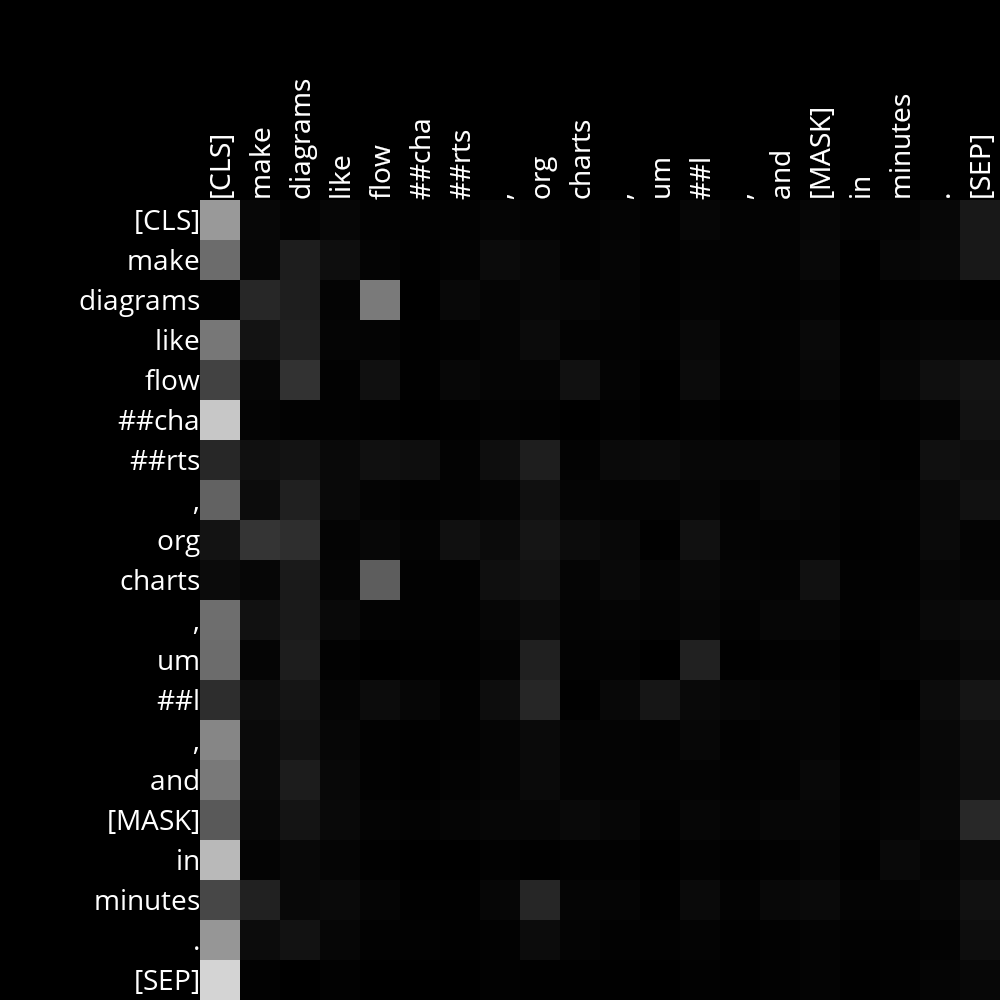 [CLS] make diagrams like flow ##cha ##rts , org charts , um ##l , and [MASK] in minutes . [SEP]
[CLS]
make
diagrams
like
flow
##cha
##rts
,
org
charts
,
um
##l
,
and
[MASK]
in
minutes
.
[SEP]